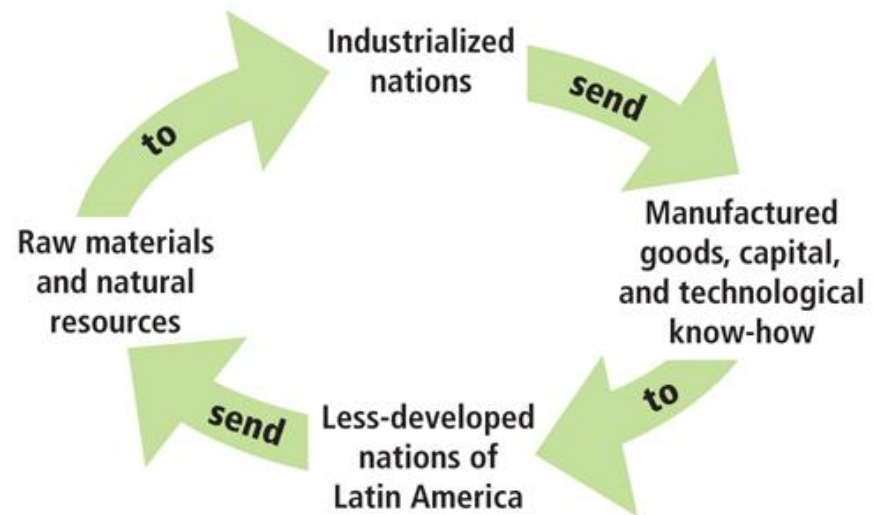 Industrialized
nations
send
Manufactured
goods, capital,
and technological
know-how
to
Less-developed
nations of
Latin America
send
Raw materials
and natural
resources
to